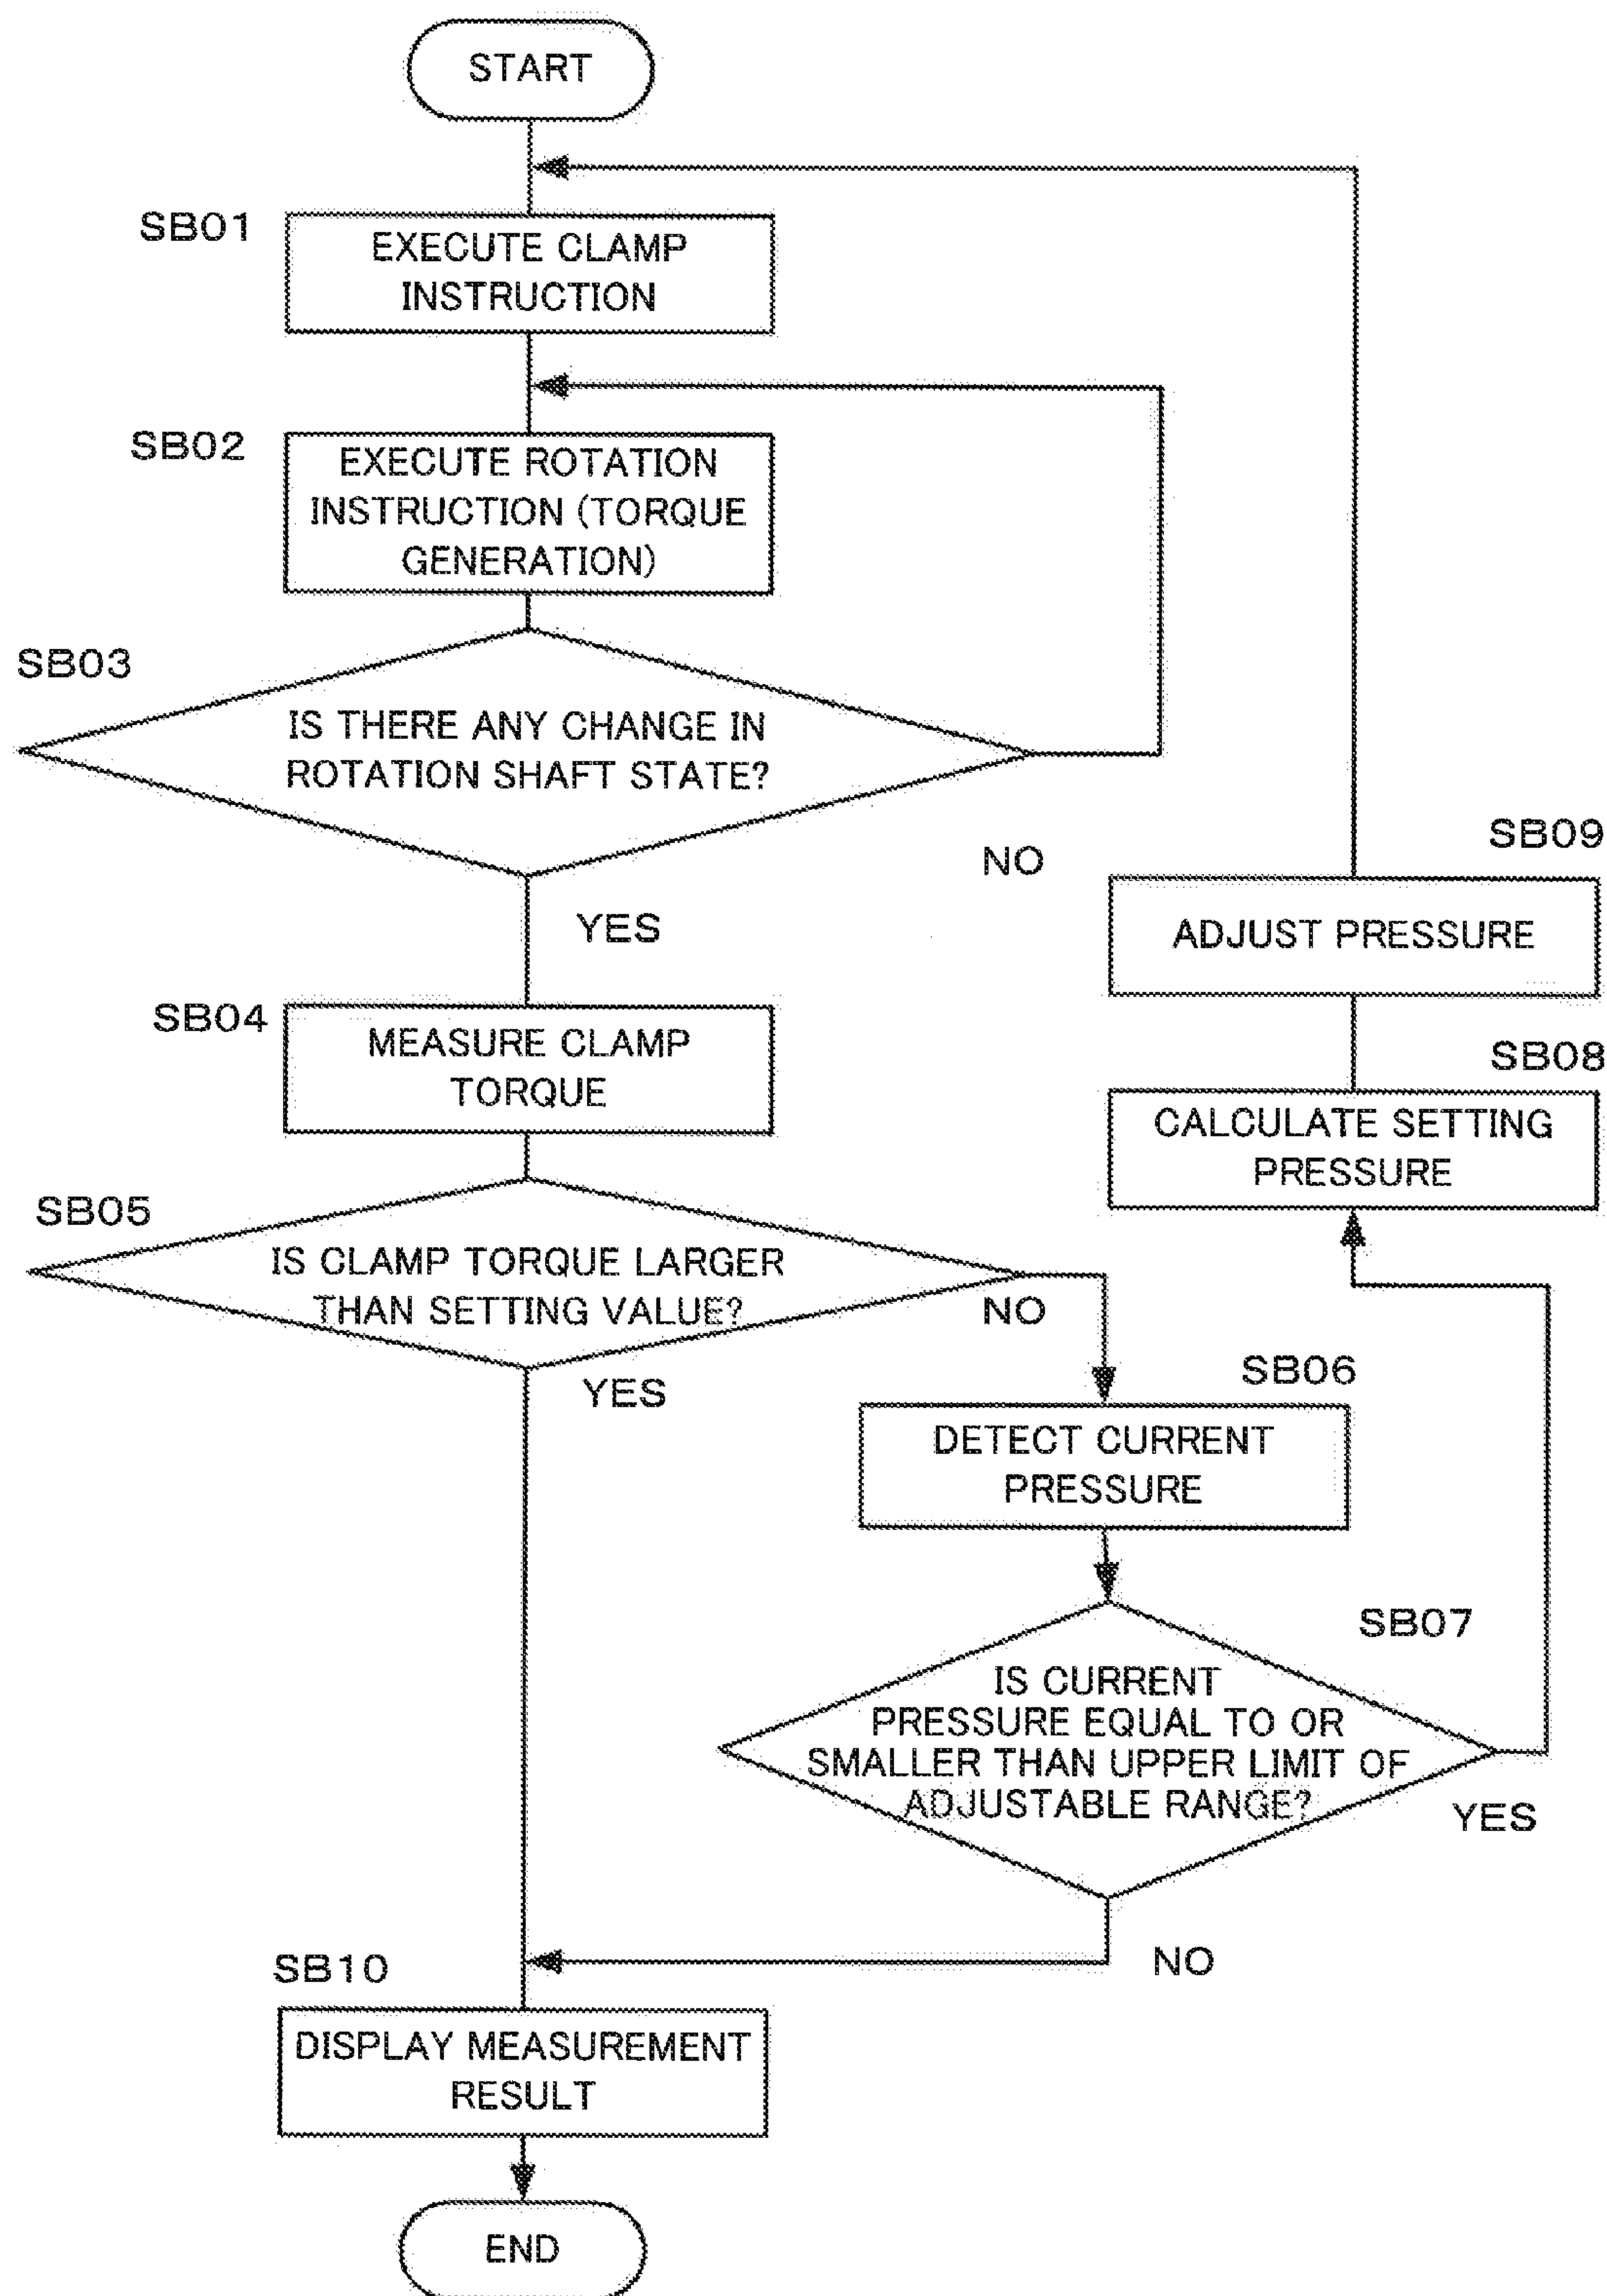 START
SB01
EXECUTE CLAMP
INSTRUCTION
SB02
EXECUTE ROTATION
INSTRUCTION (TORQUE
GENERATION)
SB03
IS THERE ANY CHANGE IN
ROTATION SHAFT STATE?
NO
YES
SB04
MEASURE CLAMP
TORQUE
SB05
IS CLAMP TORQUE LARGER
THAN SETTING VALUE?
NO
YES
SB06
DETECT CURRENT
PRESSURE
SB07
IS CURRENT
PRESSURE EQUAL TO OR
SMALLER THAN UPPER LIMIT OF
ADJUSTABLE RANGE?
YES
NO
SB08
CALCULATE SETTING
PRESSURE
SB09
ADJUST PRESSURE
SB10
DISPLAY MEASUREMENT
RESULT
END